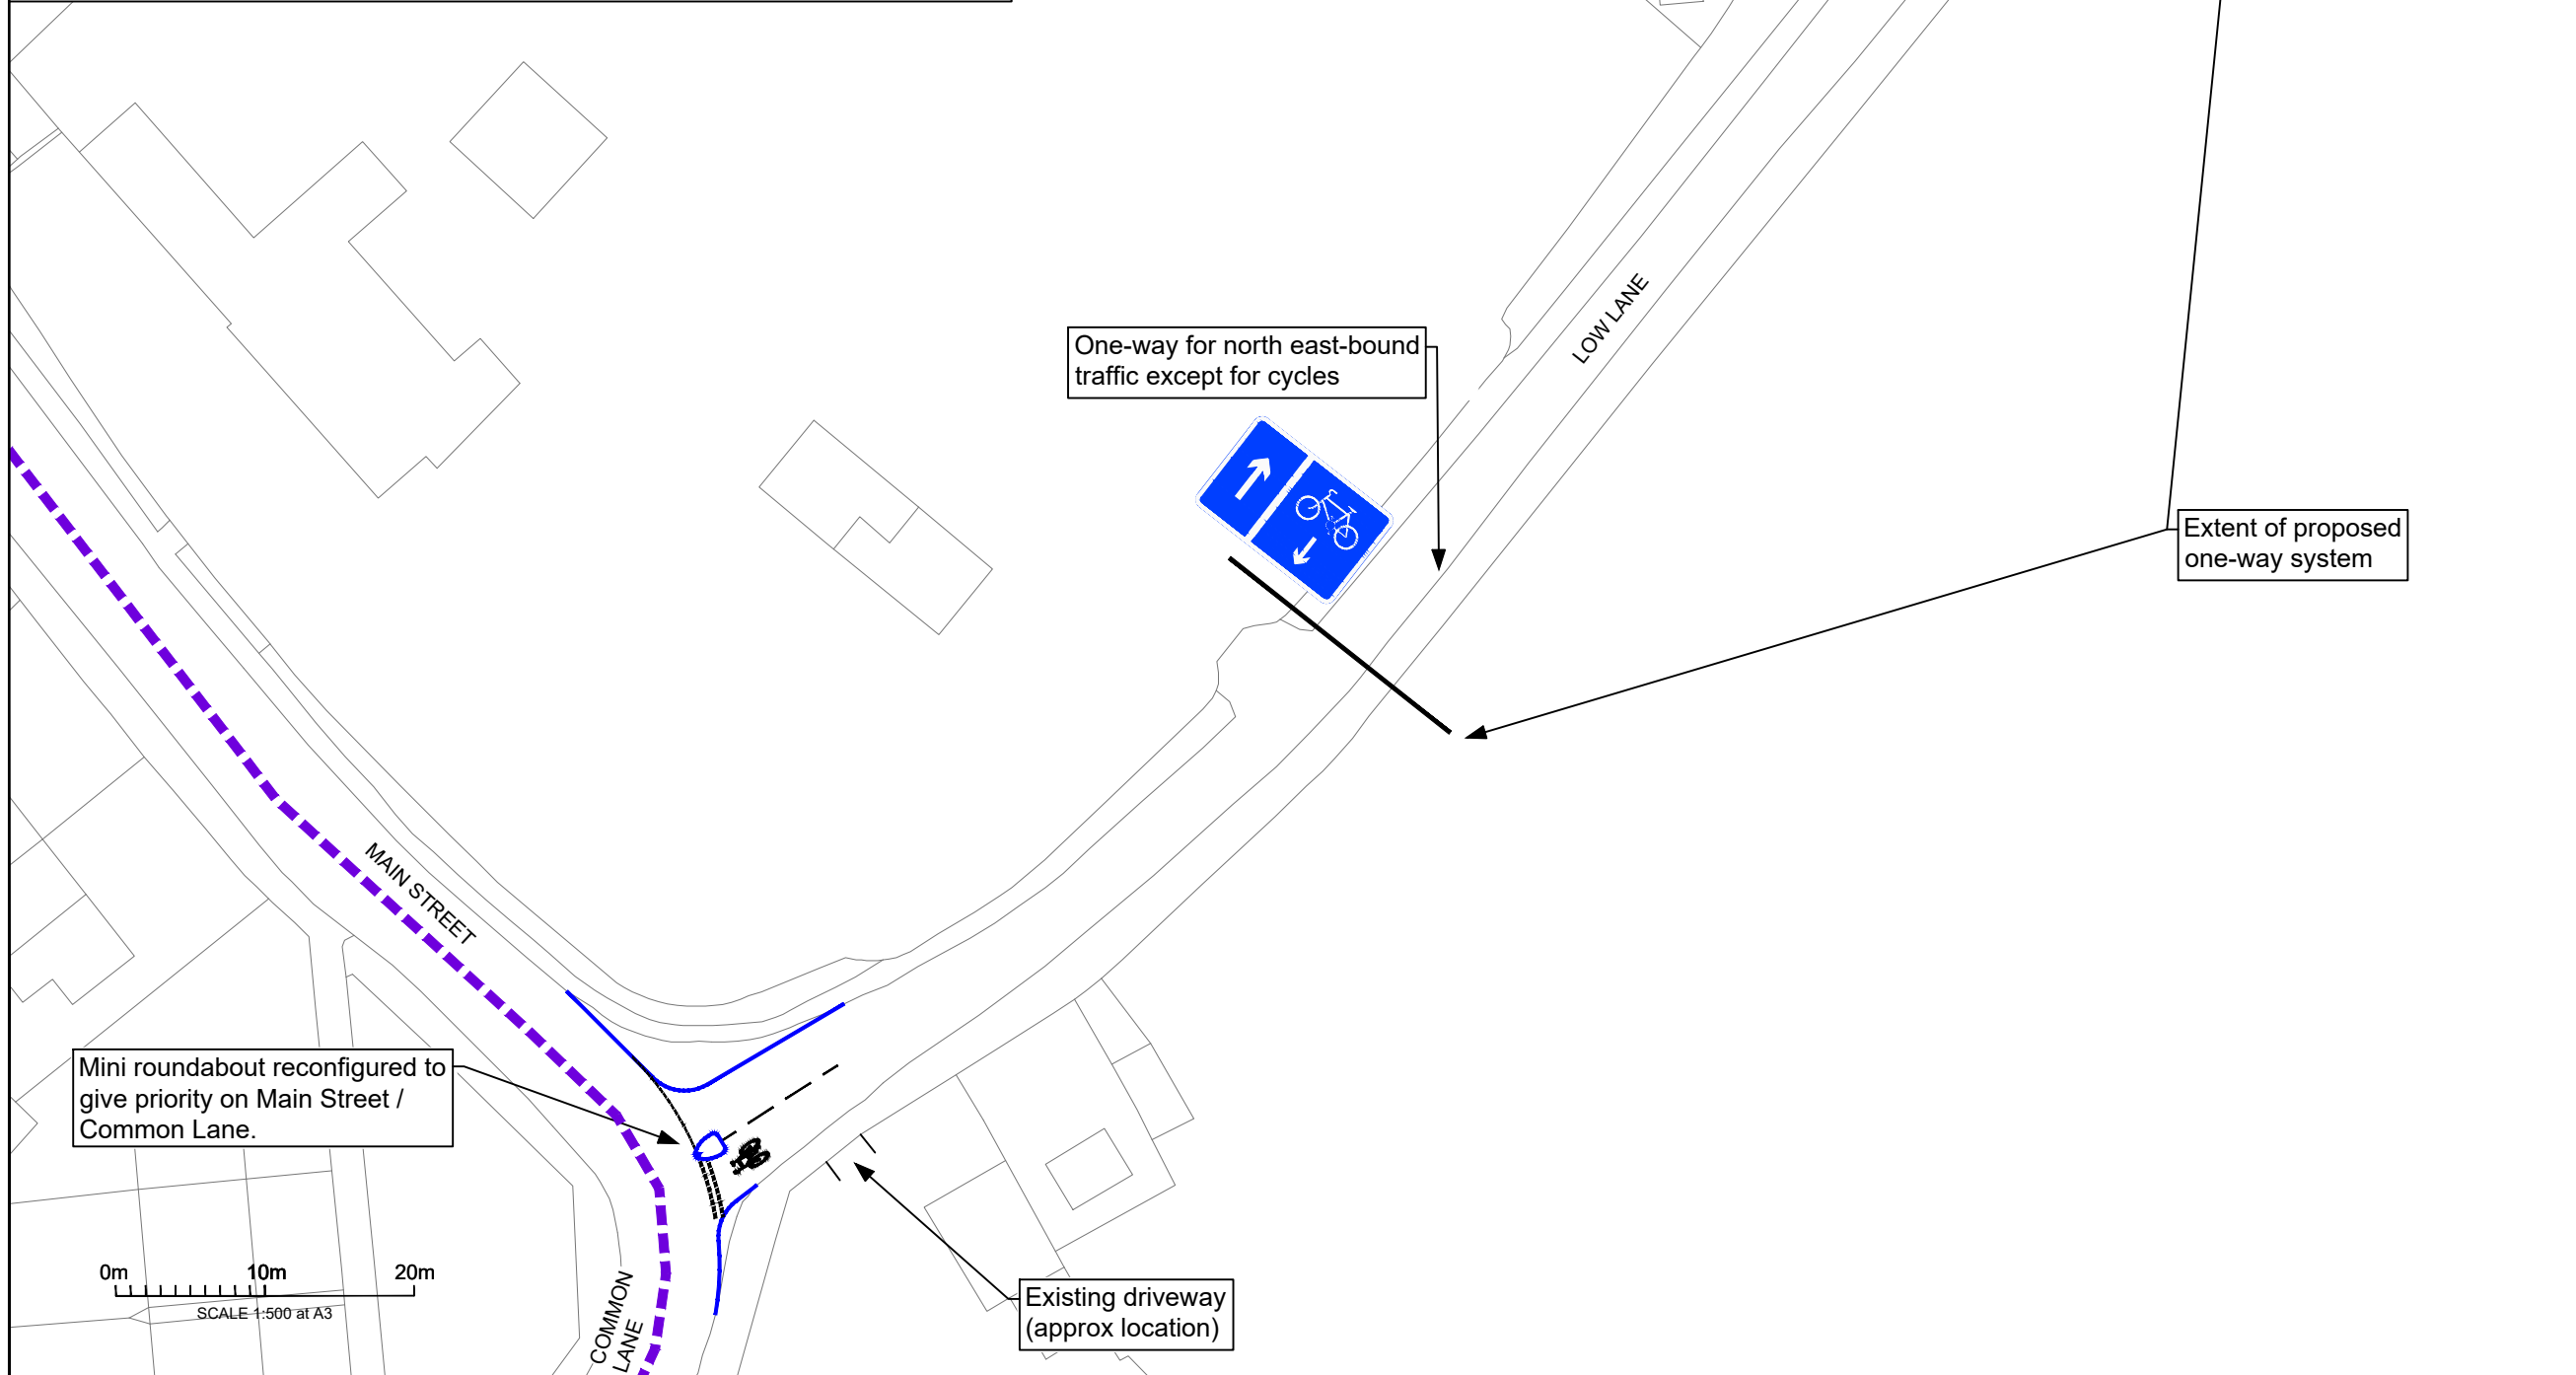 One-way for north east-bound
traffic except for cycles
LOW LANE
Extent of proposed
one-way system
MAIN STREET
Mini roundabout reconfigured to
give priority on Main Street /
Common Lane.
0m 10m 20m
SCALE 1:500 at A3
COMMON
LANE
Existing driveway
(approx location)